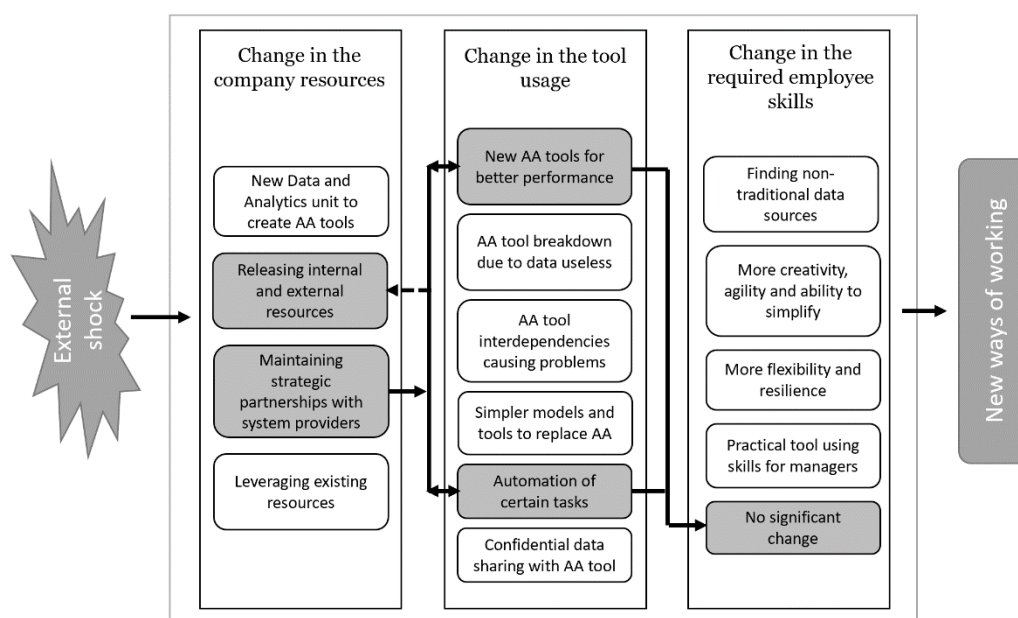 External
shock
Change in the
company resources
New Data and
Analytics unit to
create AA tools
Releasing internal
and external
resources
Maintaining
strategic
partnerships with
system providers
Leveraging existing
resources
Change in the tool
usage
New AA tools for
better performance
AA tool breakdown
due to data useless
AA tool
interdependencies
causing problems
Simpler models and
tools to replace AA
Automation of
certain tasks
Confidential data
sharing with AA tool
Change in the
required employee
skills
Finding non-
traditional data
sources
More creativity,
agility and ability to
simplify
More flexibility and
resilience
Practical tool using
skills for managers
No significant
change
New ways of working